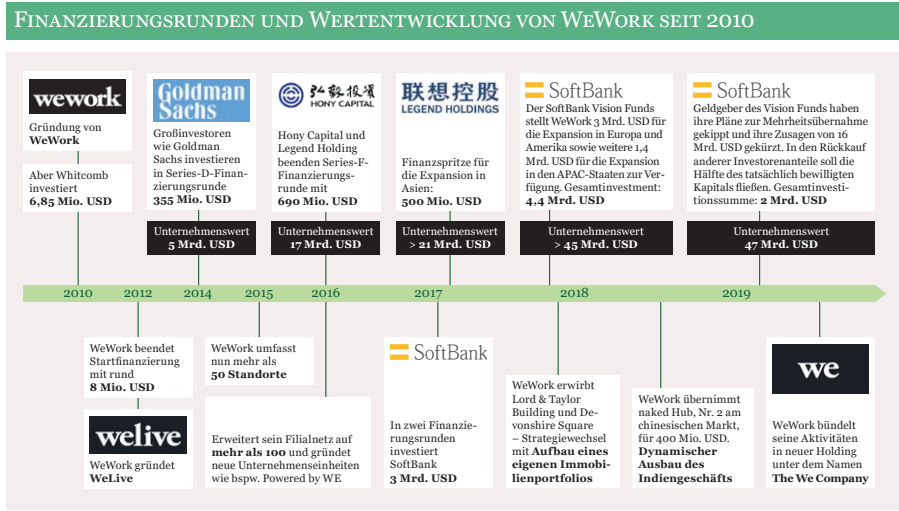 Finanzierungsrunden und Wertentwicklung von WeWork seit 2010
wework
Gründung von
WeWork
Aber Whitcomb
investiert
6,85 Mio. USD
Goldman
Sachs
Großinvestoren
wie Goldman
Sachs investieren
in Series-D-Finan-
zierungsrunde
355 Mio. USD
Unternehmenswert
5 Mrd. USD
弘毅投資
HONY CAPITAL
Hony Capital und
Legend Holding
beenden Series-F-
Finanzierungs-
runde mit
690 Mio. USD
Unternehmenswert
17 Mrd. USD
联想控股
LEGEND HOLDINGS
Finanzspritze für
die Expansion in
Asien:
500 Mio. USD
Unternehmenswert
> 21 Mrd. USD
SoftBank
Der SoftBank Vision Funds
stellt WeWork 3 Mrd. USD für
die Expansion in Europa und
Amerika sowie weitere 1,4
Mrd. USD für die Expansion
in den APAC-Staaten zur Ver-
fügung. Gesamtinvestment:
4,4 Mrd. USD
Unternehmenswert
> 45 Mrd. USD
SoftBank
Geldgeber des Vision Funds haben
ihre Pläne zur Mehrheitsübernahme
gekippt und ihre Zusagen von 16
Mrd. USD gekürzt. In den Rückkauf
anderer Investorenanteile soll die
Hälfte des tatsächlich bewilligten
Kapitals fließen. Gesamtinvesti-
tionssumme: 2 Mrd. USD
Unternehmenswert
47 Mrd. USD
2010 2012 2014 2015 2016 2017 2018 2019
WeWork beendet
Startfinanzierung
mit rund
8 Mio. USD
welive
WeWork gründet
WeLive
WeWork umfasst
nun mehr als
50 Standorte
Erweitert sein Filialnetz auf
mehr als 100 und gründet
neue Unternehmenseinheiten
wie bspw. Powered by WE
SoftBank
In zwei Finanzie-
rungsrunden
investiert
SoftBank
3 Mrd. USD
WeWork erwirbt
Lord & Taylor
Building und De-
vonshire Square
– Strategiewechsel
mit Aufbau eines
eigenen Immobi-
lienportfolios
WeWork übernimmt
naked Hub, Nr. 2 am
chinesischen Markt,
für 400 Mio. USD.
Dynamischer
Ausbau des
Indiengeschäfts
we
WeWork bündelt
seine Aktivitäten
in neuer Holding
unter dem Namen
The We Company